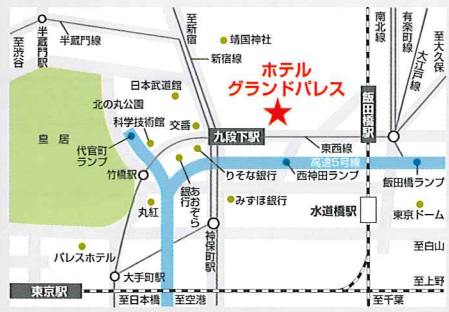 至渋谷
半蔵門駅
半蔵門線
至新宿
新宿線
靖国神社
日本武道館
北の丸公園
科学技術館
交番
皇居
代官町
ランプ
竹橋駅
丸紅
あおぞら
銀行
りそな銀行
みずほ銀行
九段下駅
ホテル
グランドパレス
南北線
有楽町線
大江戸線
至大久保
飯田橋駅
東西線
高速5号線
西神田ランプ
飯田橋ランプ
水道橋駅
東京ドーム
神保町駅
パレスホテル
大手町駅
至白山
至上野
東京駅
至日本橋
至空港
至千葉